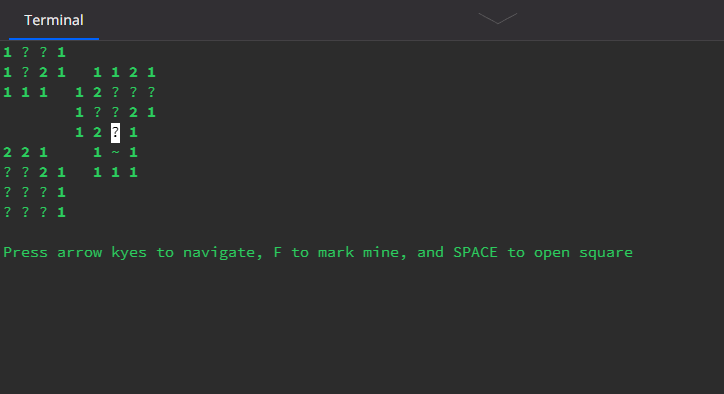 Terminal
1 ? ? 1
1 ? 2 1   1 1 2 1
1 1 1   1 2 ? ? ?
        1 ? ? 2 1
        1 2 ? 1
2 2 1     1 ~ 1
? ? 2 1   1 1 1
? ? ? 1
? ? ? 1
Press arrow kyes to navigate, F to mark mine, and SPACE to open square